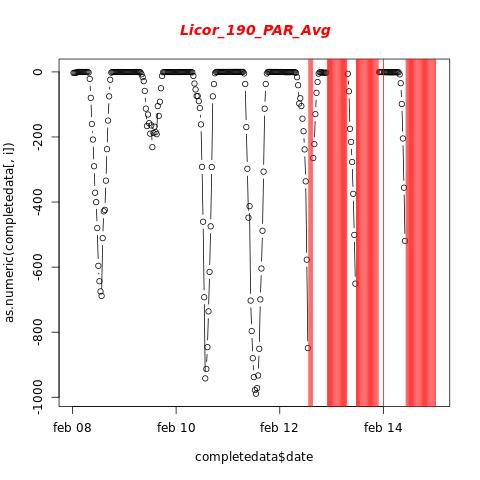 Licor_190_PAR_Avg
as.numeric(completedata[, i])
0
-200
-400
-600
-800
-1000
feb 08
feb 10
feb 12
feb 14
completedata$date